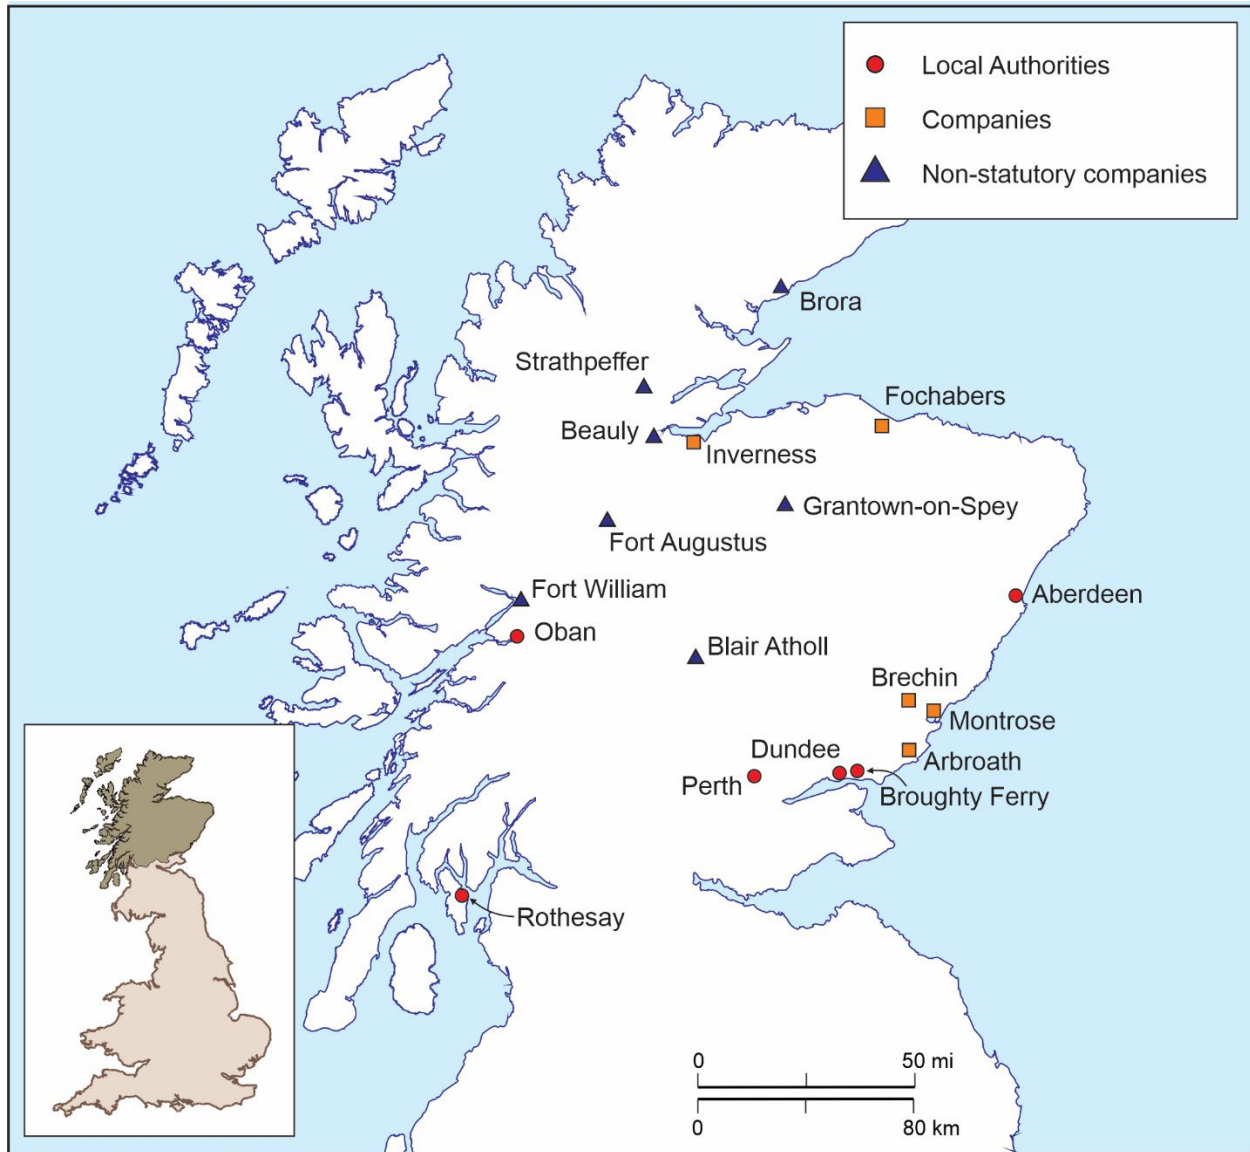 Local Authorities
Companies
Non-statutory companies
Brora
Strathpeffer
Fochabers
Beauly
Inverness
Grantown-on-Spey
Fort Augustus
Fort William
Aberdeen
Oban
Blair Atholl
Brechin
Montrose
Dundee
Arbroath
Perth
Broughty Ferry
Rothesay
0 50 mi
0 80 km